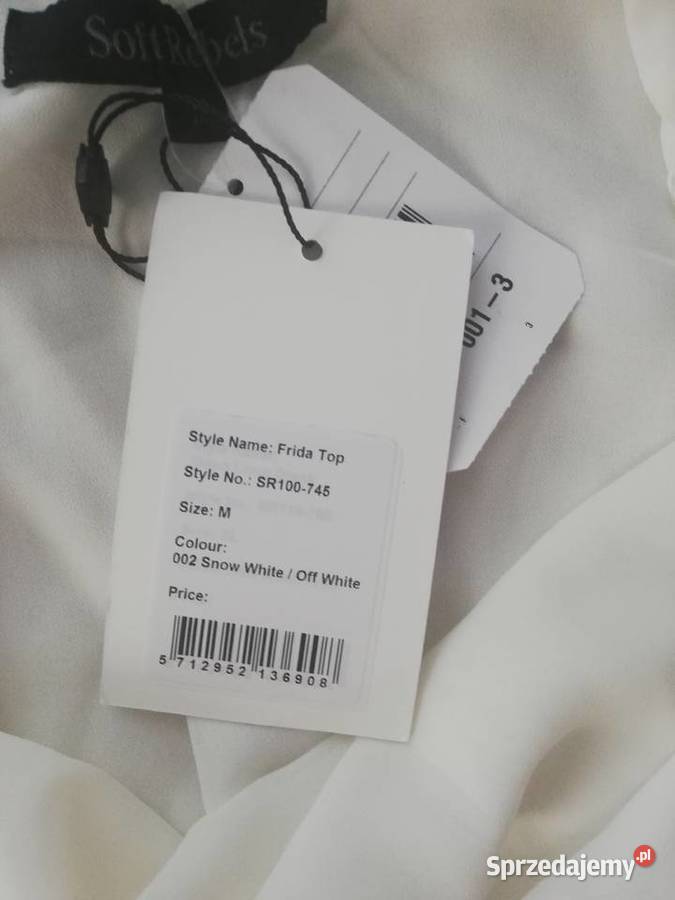 SoftRebels
001-3
3
Style Name: Frida Top
Style No.: SR100-745
Size: M
Colour:
002 Snow White / Off White
Price:
5 712952 136908
Sprzedajemy.pl